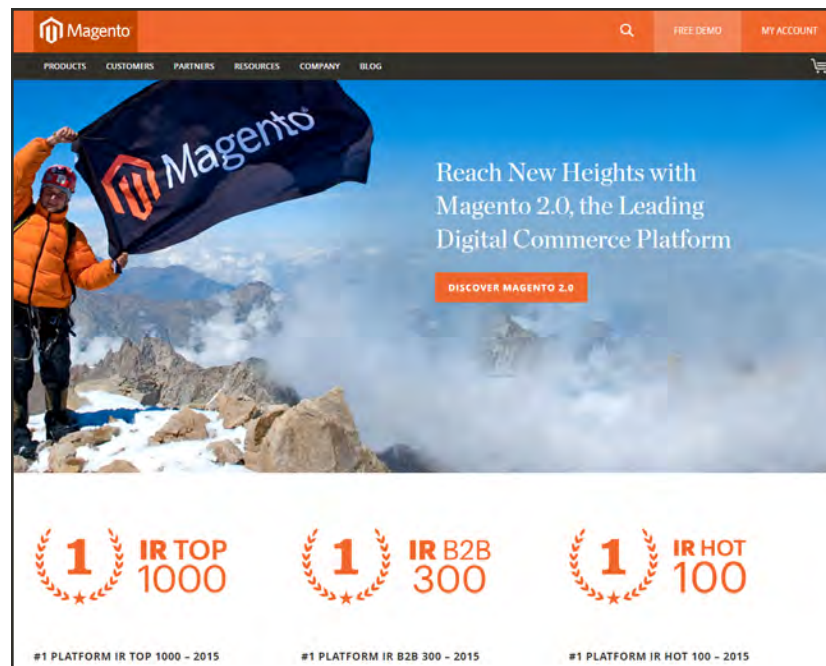 Magento
FREE DEMO
MY ACCOUNT
PRODUCTS
CUSTOMERS
PARTNERS
RESOURCES
COMPANY
BLOG
Magento
Reach New Heights with
Magento 2.0, the Leading
Digital Commerce Platform
DISCOVER MAGENTO 2.0
1
IR TOP
1000
1
IR B2B
300
1
IR HOT
100
#1 PLATFORM IR TOP 1000 – 2015
#1 PLATFORM IR B2B 300 – 2015
#1 PLATFORM IR HOT 100 – 2015